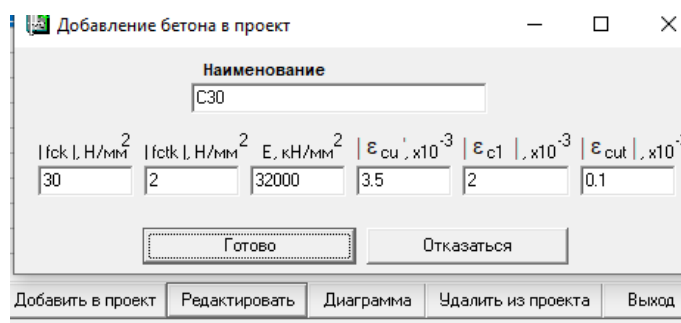 Добавление бетона в проект
Наименование
C30
| fck |, Н/мм² | fctk |, Н/мм² E, кН/мм² | εcu |, x10⁻³ | εc1 |, x10⁻³ | εcut |, x10⁻
30 2 32000 3.5 2 0.1
Готово Отказаться
Добавить в проект Редактировать Диаграмма Удалить из проекта Выход